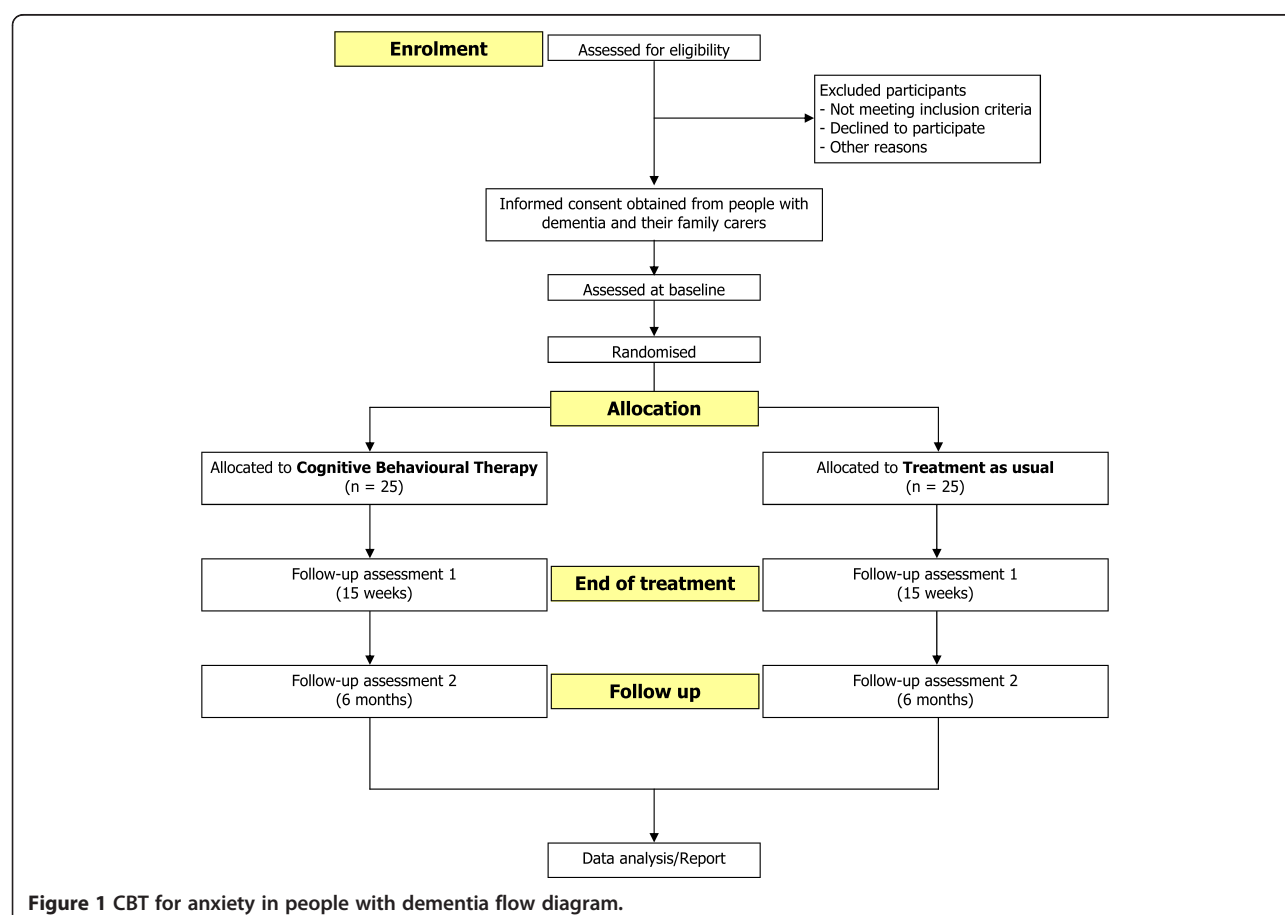 Enrolment
Assessed for eligibility
Excluded participants
- Not meeting inclusion criteria
- Declined to participate
- Other reasons
Informed consent obtained from people with
dementia and their family carers
Assessed at baseline
Randomised
Allocation
Allocated to Cognitive Behavioural Therapy
(n = 25)
Allocated to Treatment as usual
(n = 25)
Follow-up assessment 1
(15 weeks)
End of treatment
Follow-up assessment 1
(15 weeks)
Follow-up assessment 2
(6 months)
Follow up
Follow-up assessment 2
(6 months)
Data analysis/Report
Figure 1 CBT for anxiety in people with dementia flow diagram.